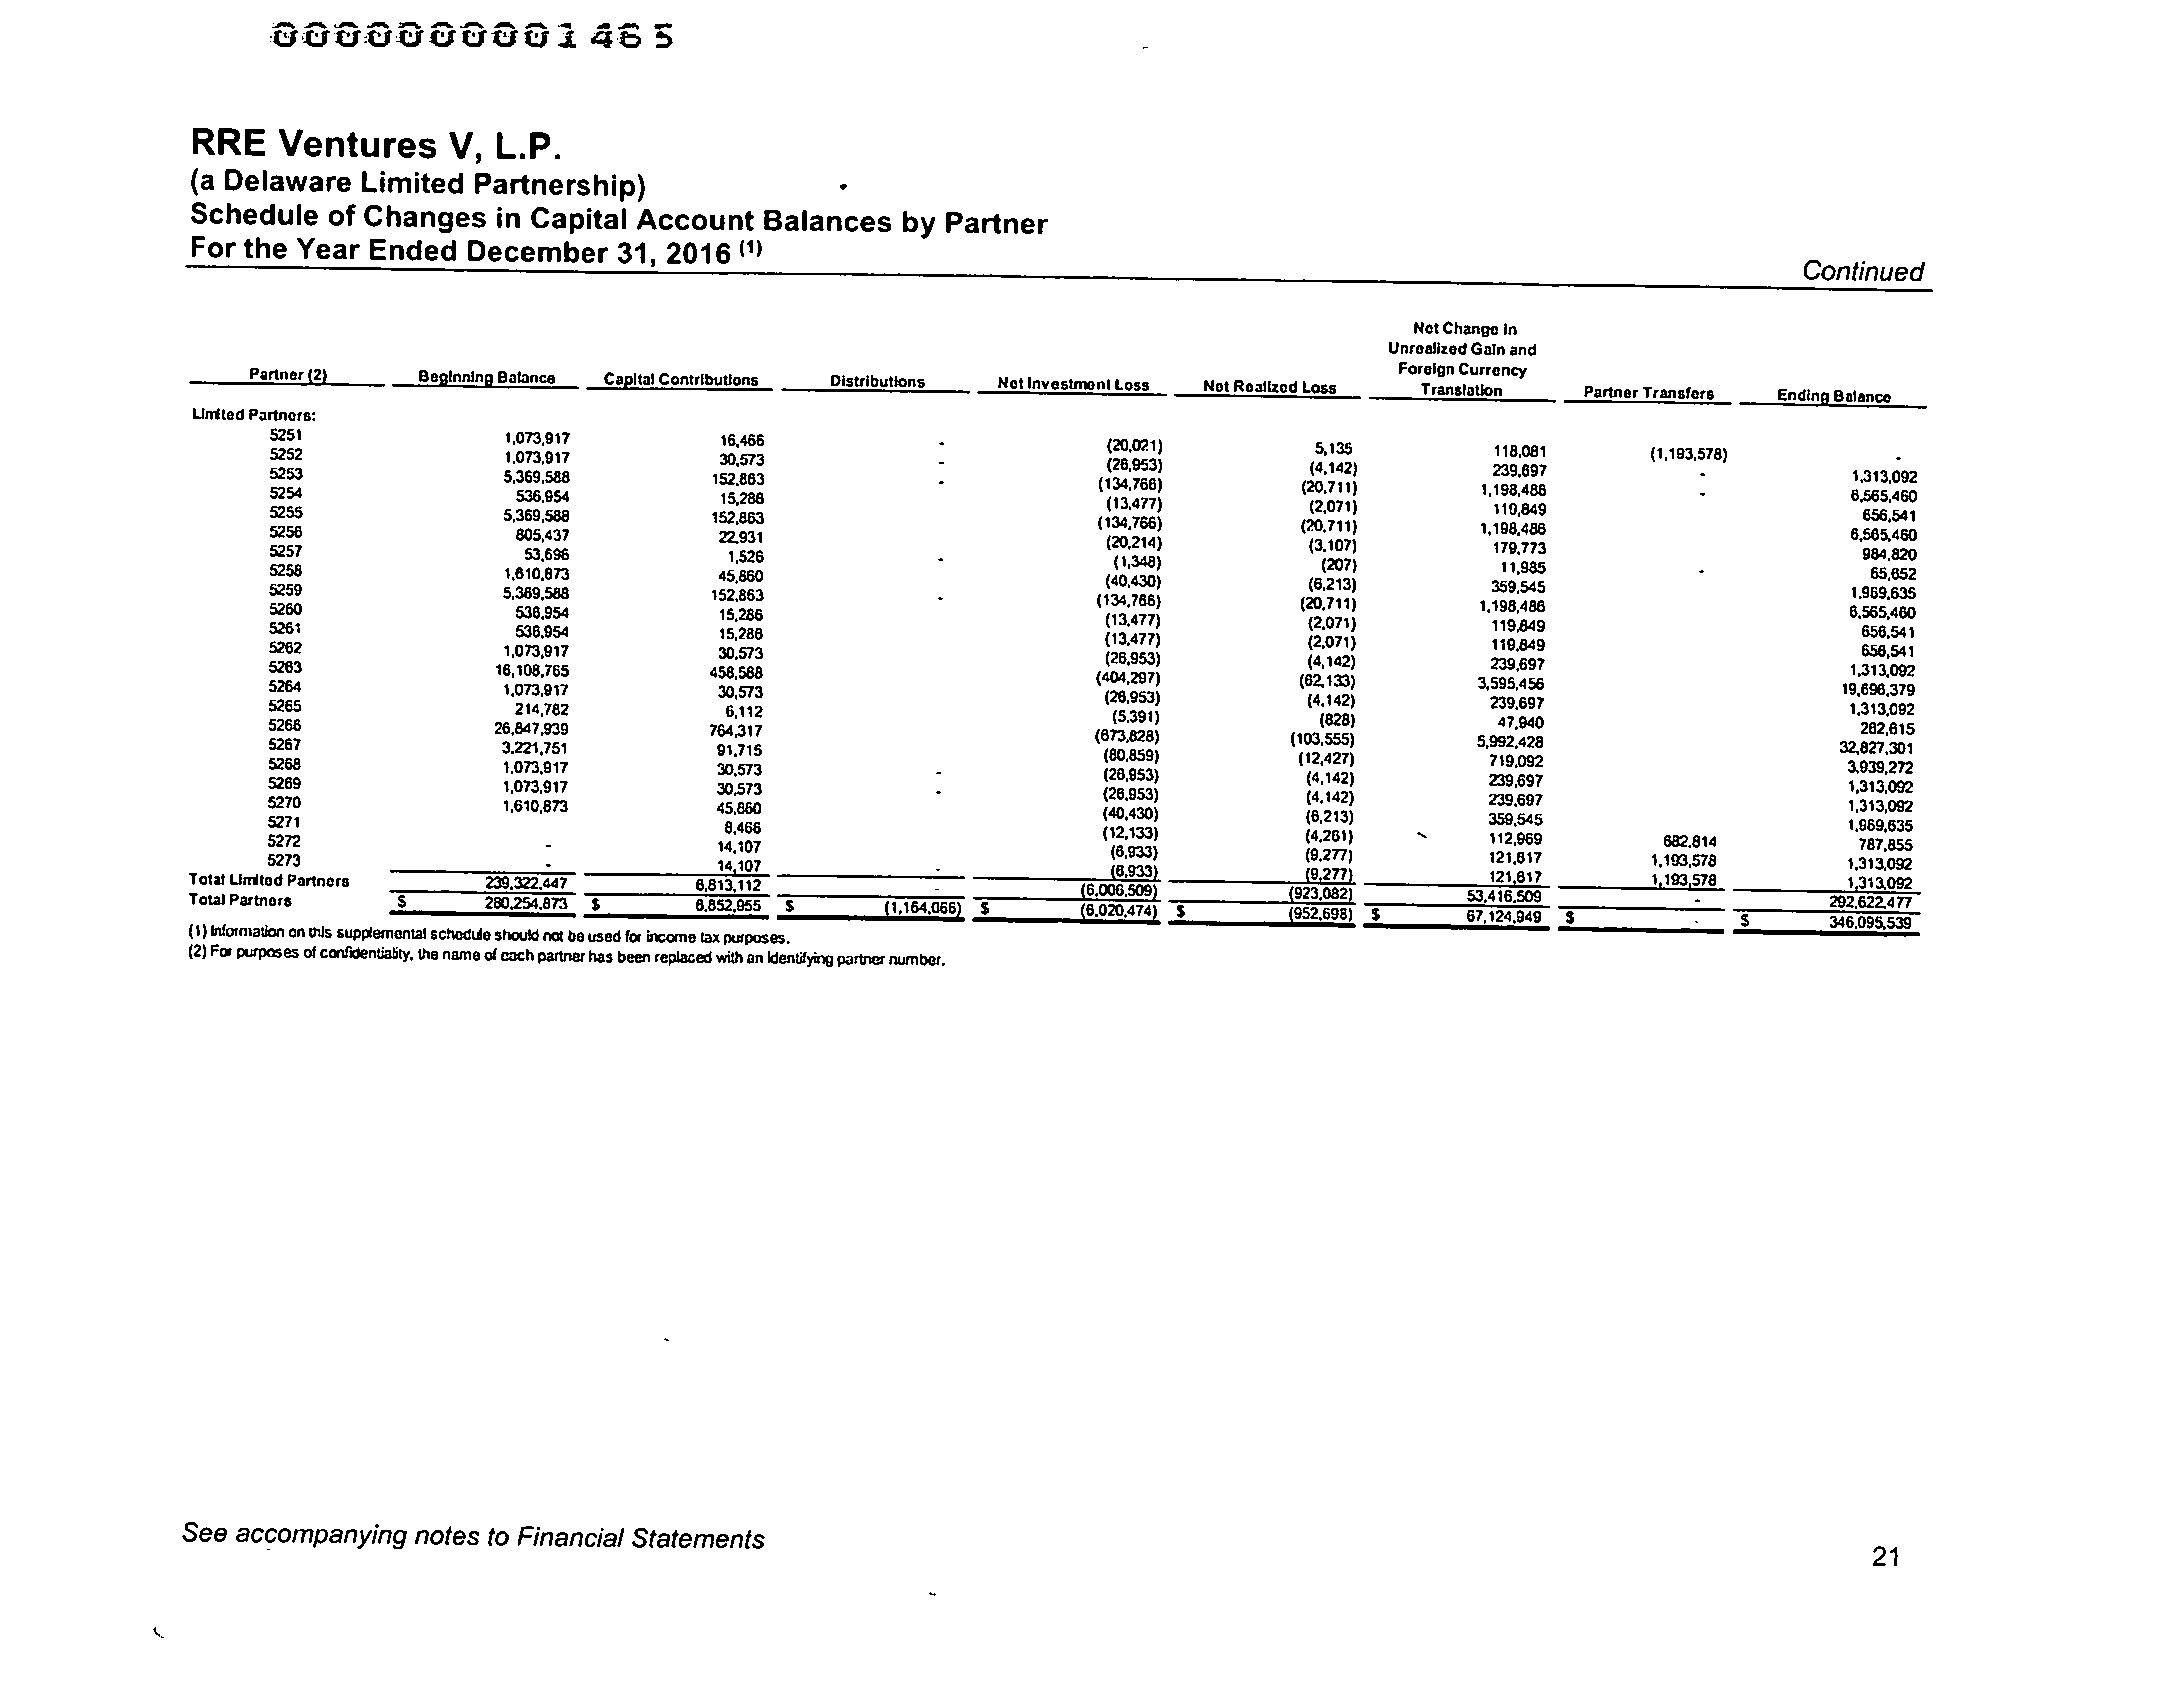 0000000001465
RRE Ventures V, L.P.
(a Delaware Limited Partnership)
Schedule of Changes in Capital Account Balances by Partner
For the Year Ended December 31, 2016 (1)
Continued
Partner (2) Beginning Balance Capital Contributions Distributions Net Investment Loss Net Realized Loss Net Change in Unrealized Gain and Foreign Currency Translation Partner Transfers Ending Balance
Limited Partners:
5251 1,073,917 16,466 - (20,021) 5,135 118,081 (1,193,578) -
5252 1,073,917 30,573 - (26,953) (4,142) 239,697 - 1,313,092
5253 5,369,588 152,863 - (134,766) (20,711) 1,198,486 - 6,565,460
5254 536,954 15,286 (13,477) (2,071) 119,849 656,541
5255 5,369,588 152,863 (134,766) (20,711) 1,198,486 6,565,460
5256 805,437 22,931 (20,214) (3,107) 179,773 984,820
5257 53,696 1,526 - (1,348) (207) 11,985 - 65,652
5258 1,610,873 45,860 (40,430) (6,213) 359,545 1,969,635
5259 5,369,588 152,863 - (134,766) (20,711) 1,198,486 6,565,460
5260 536,954 15,286 (13,477) (2,071) 119,849 656,541
5261 536,954 15,286 (13,477) (2,071) 119,849 656,541
5262 1,073,917 30,573 (26,953) (4,142) 239,697 1,313,092
5263 16,108,765 458,588 (404,297) (62,133) 3,595,456 19,696,379
5264 1,073,917 30,573 (26,953) (4,142) 239,697 1,313,092
5265 214,782 6,112 (5,391) (828) 47,940 262,615
5266 26,847,939 764,317 (673,828) (103,555) 5,992,428 32,827,301
5267 3,221,751 91,715 (80,859) (12,427) 719,092 3,939,272
5268 1,073,917 30,573 - (26,953) (4,142) 239,697 1,313,092
5269 1,073,917 30,573 - (26,953) (4,142) 239,697 1,313,092
5270 1,610,873 45,860 (40,430) (6,213) 359,545 1,969,635
5271 8,466 (12,133) (4,261) 112,969 682,814 787,855
5272 - 14,107 (6,933) (9,277) 121,617 1,193,578 1,313,092
5273 - 14,107 - (6,933) (9,277) 121,617 1,193,578 1,313,092
Total Limited Partners 239,322,447 6,813,112 - (6,006,509) (923,082) 53,416,509 - 292,622,477
Total Partners $ 280,254,873 $ 6,852,955 $ (1,164,066) $ (6,020,474) $ (952,698) $ 67,124,949 $ - $ 346,095,539
(1) Information on this supplemental schedule should not be used for income tax purposes.
(2) For purposes of confidentiality, the name of each partner has been replaced with an identifying partner number.
See accompanying notes to Financial Statements
21